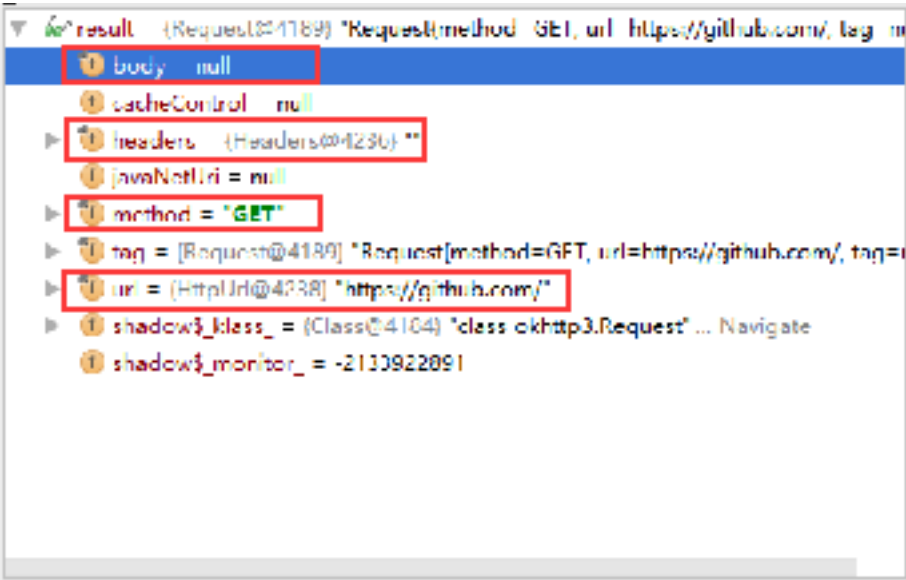 result {Request@4189} "Request{method GET, url https://github.com/, tag
body null
cacheControl null
headers {Headers@4236} ""
javaNetUri = null
method = "GET"
tag = {Request@4189} "Request{method=GET, url=https://github.com/, tag=
url = {HttpUrl@4238} "https://github.com/"
shadow$_klass_ = {Class@4184} "class okhttp3.Request" ... Navigate
shadow$_monitor_ = -2133922891